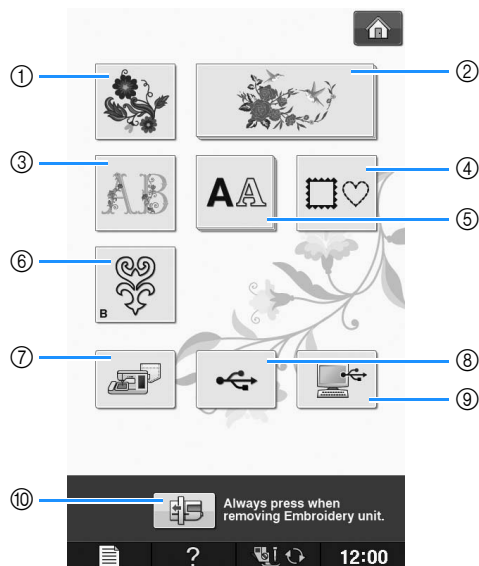 ①
②
③
AB
④
AA
⑤
⑥
B
⑦
⑧
⑨
⑩
Always press when
removing Embroidery unit.
?
12:00